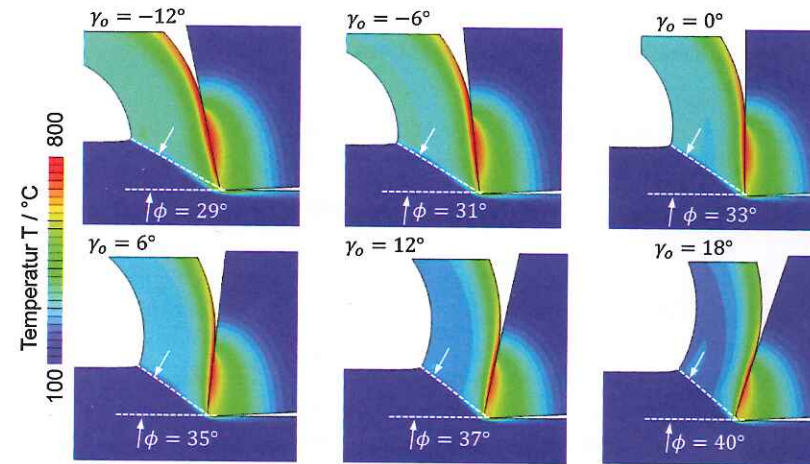 γₒ = −12°
γₒ = −6°
γₒ = 0°
ϕ = 29°
ϕ = 31°
ϕ = 33°
γₒ = 6°
γₒ = 12°
γₒ = 18°
ϕ = 35°
ϕ = 37°
ϕ = 40°
Temperatur T / °C
800
100